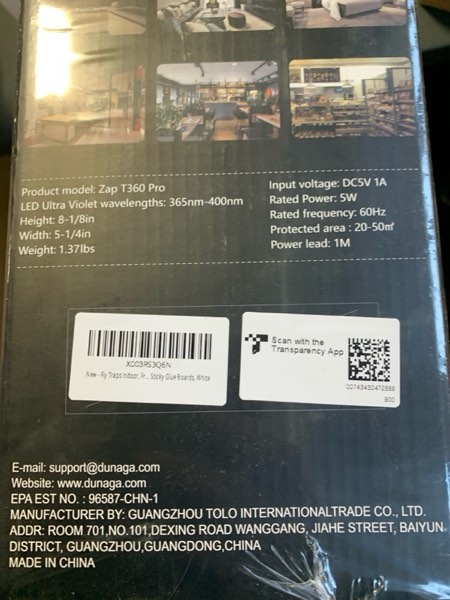 Product model: Zap T360 Pro
LED Ultra Violet wavelengths: 365nm-400nm
Height: 8-1/8in
Width: 5-1/4in
Weight: 1.37lbs
Input voltage: DC5V 1A
Rated Power: 5W
Rated frequency: 60Hz
Protected area : 20-50㎡
Power lead: 1M
X003RS3Q6N
New - Fly Traps Indoor, Fr... Sticky Glue Boards, White
Scan with the
Transparency App
E-mail: support@dunaga.com
Website: www.dunaga.com
EPA EST NO. : 96587-CHN-1
MANUFACTURER BY: GUANGZHOU TOLO INTERNATIONALTRADE CO., LTD.
ADDR: ROOM 701,NO.101,DEXING ROAD WANGGANG, JIAHE STREET, BAIYUN
DISTRICT, GUANGZHOU,GUANGDONG,CHINA
MADE IN CHINA